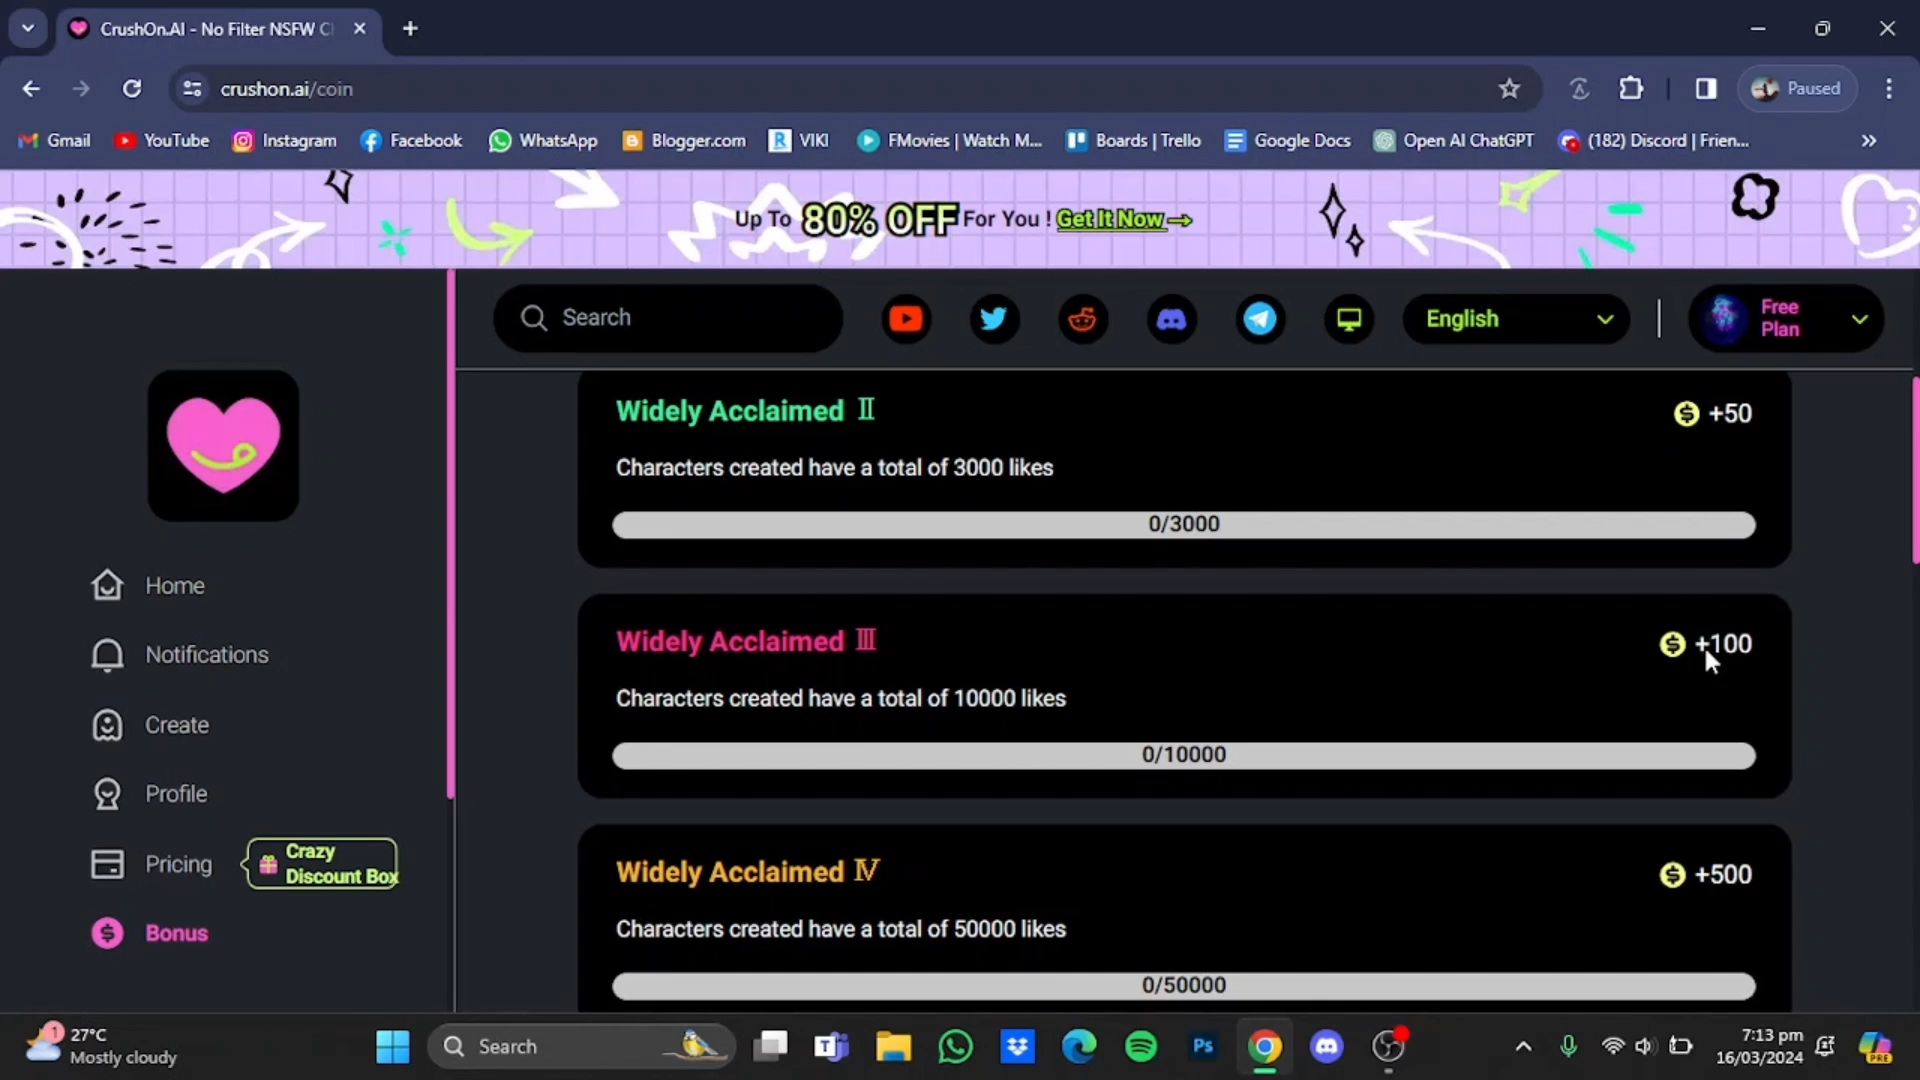 CrushOn.AI - No Filter NSFW C
crushon.ai/coin
Paused
Gmail
YouTube
Instagram
Facebook
WhatsApp
Blogger.com
VIKI
FMovies | Watch M...
Boards | Trello
Google Docs
Open AI ChatGPT
(182) Discord | Frien...
Up To 80% OFF For You ! Get It Now→
Search
English
Free
Plan
Widely Acclaimed Ⅱ
+50
Characters created have a total of 3000 likes
0/3000
Widely Acclaimed Ⅲ
+100
Characters created have a total of 10000 likes
0/10000
Widely Acclaimed Ⅳ
+500
Characters created have a total of 50000 likes
0/50000
Home
Notifications
Create
Profile
Pricing
Crazy
Discount Box
Bonus
1
27°C
Mostly cloudy
Search
Ps
7:13 pm
16/03/2024
PRE